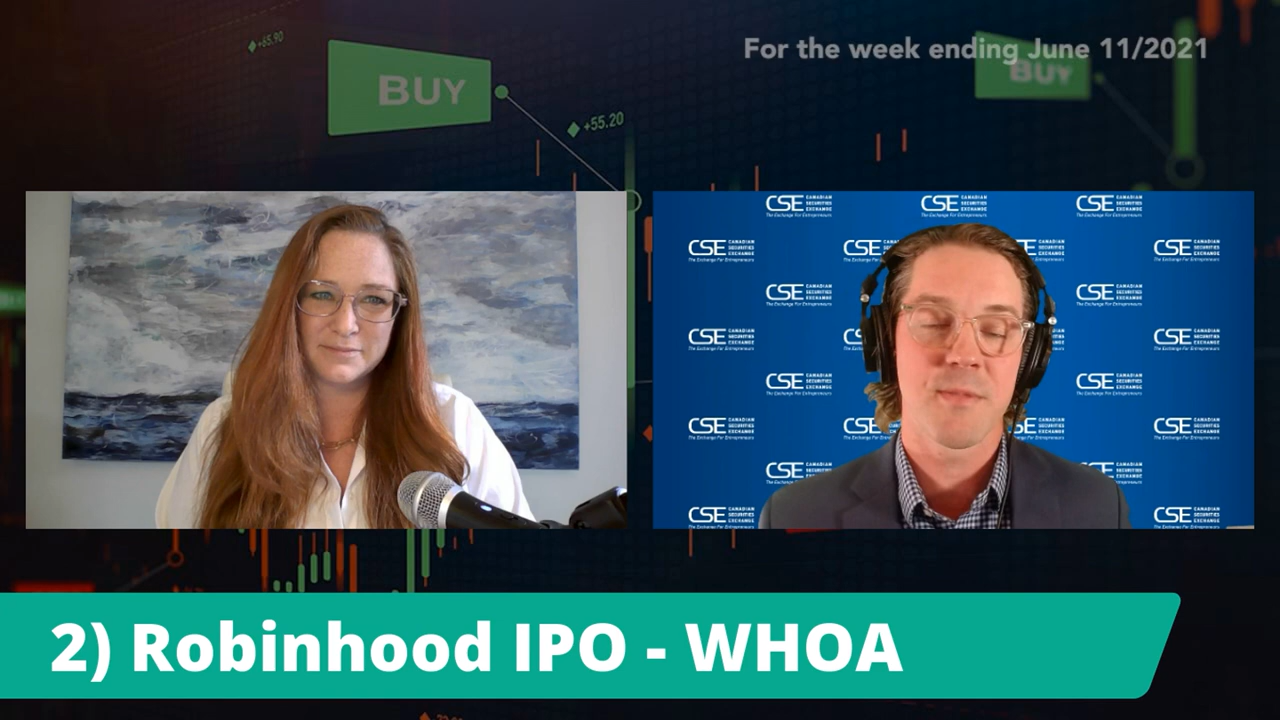 For the week ending June 11/2021
+65.90
BUY
BUY
+55.20
CSE CANADIAN SECURITIES EXCHANGE
The Exchange For Entrepreneurs
2) Robinhood IPO - WHOA